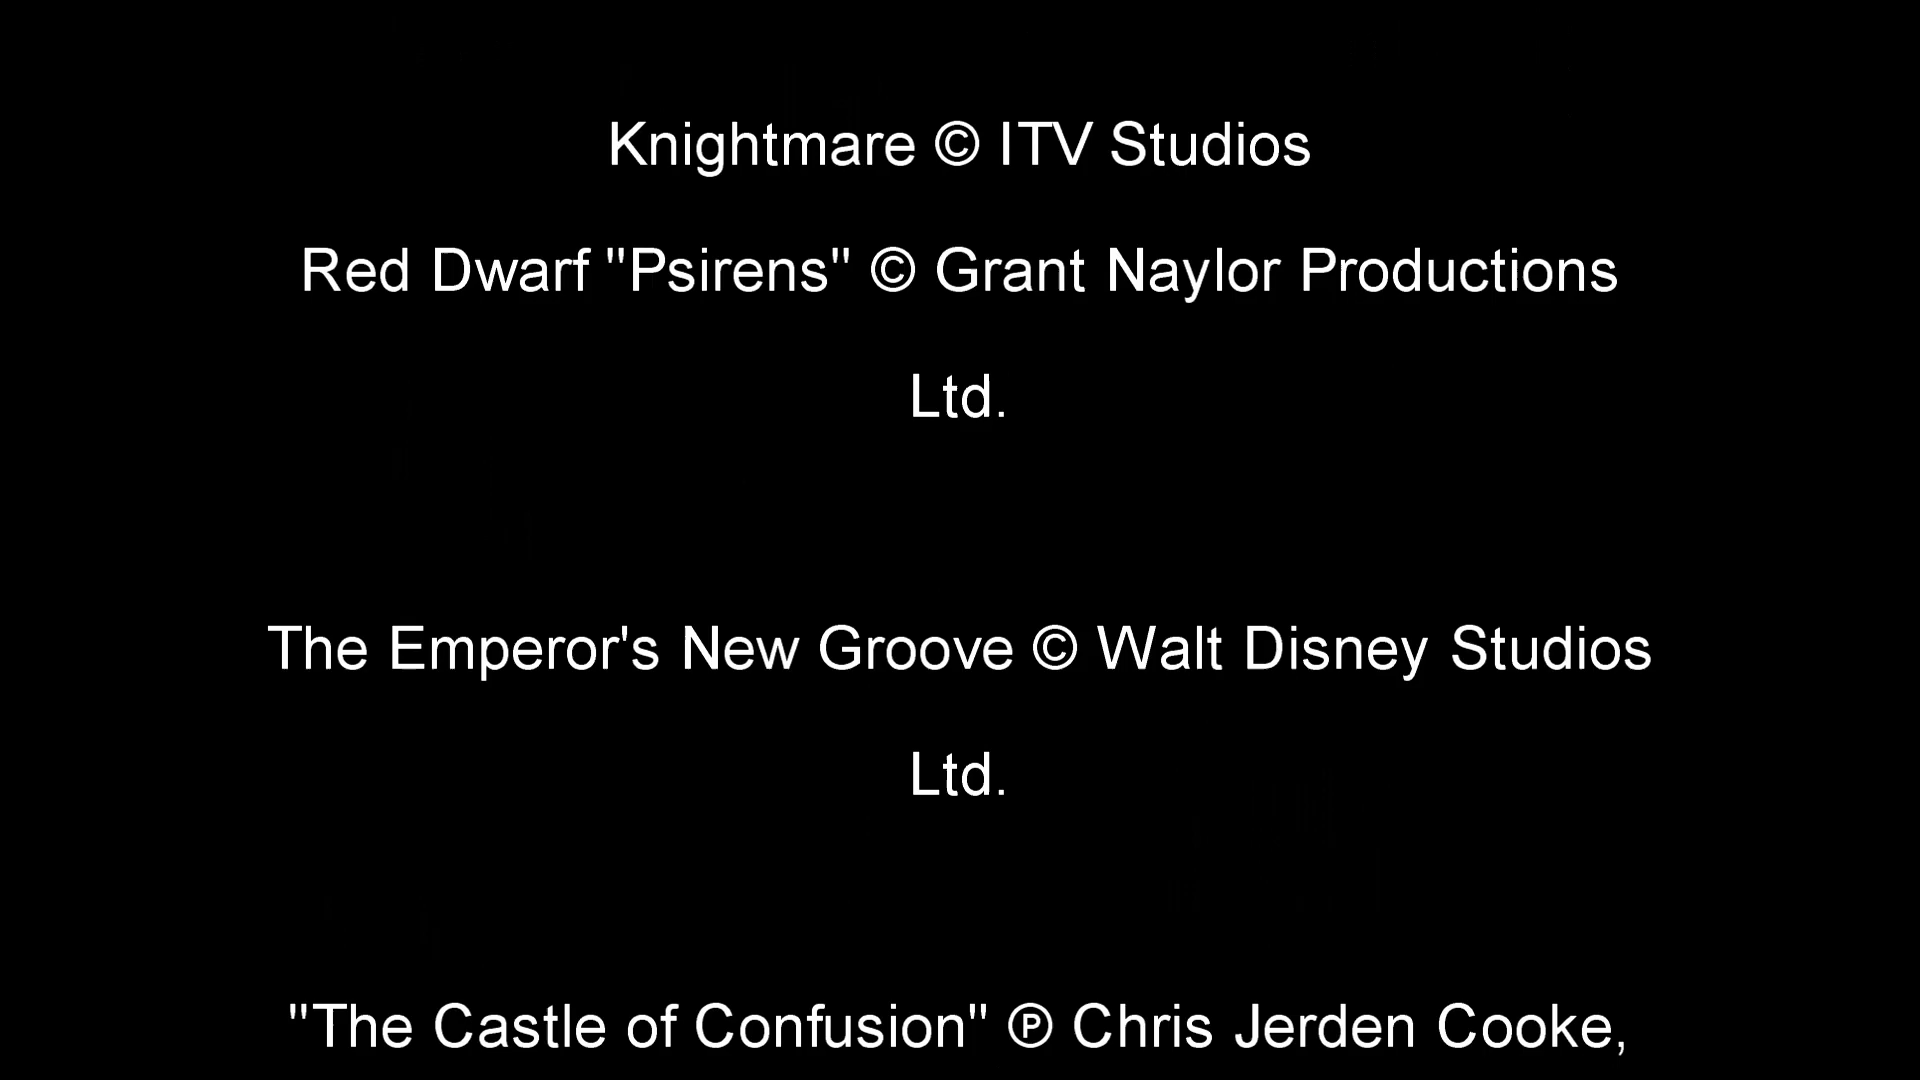 Knightmare © ITV Studios
Red Dwarf "Psirens" © Grant Naylor Productions
Ltd.
The Emperor's New Groove © Walt Disney Studios
Ltd.
"The Castle of Confusion" ℗ Chris Jerden Cooke,